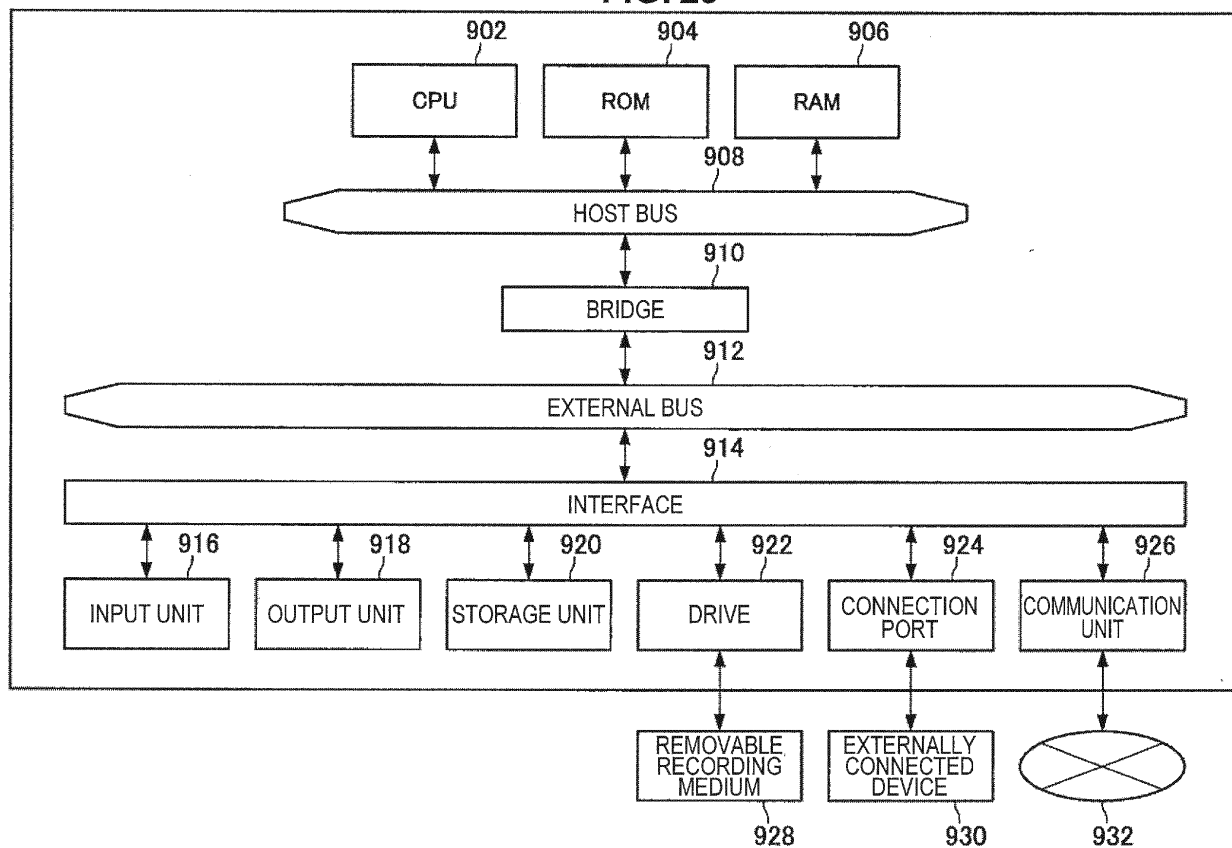 902
904
906
CPU
ROM
RAM
908
HOST BUS
910
BRIDGE
912
EXTERNAL BUS
914
INTERFACE
916
918
920
922
924
926
INPUT UNIT
OUTPUT UNIT
STORAGE UNIT
DRIVE
CONNECTION
PORT
COMMUNICATION
UNIT
REMOVABLE
RECORDING
MEDIUM
EXTERNALLY
CONNECTED
DEVICE
928
930
932